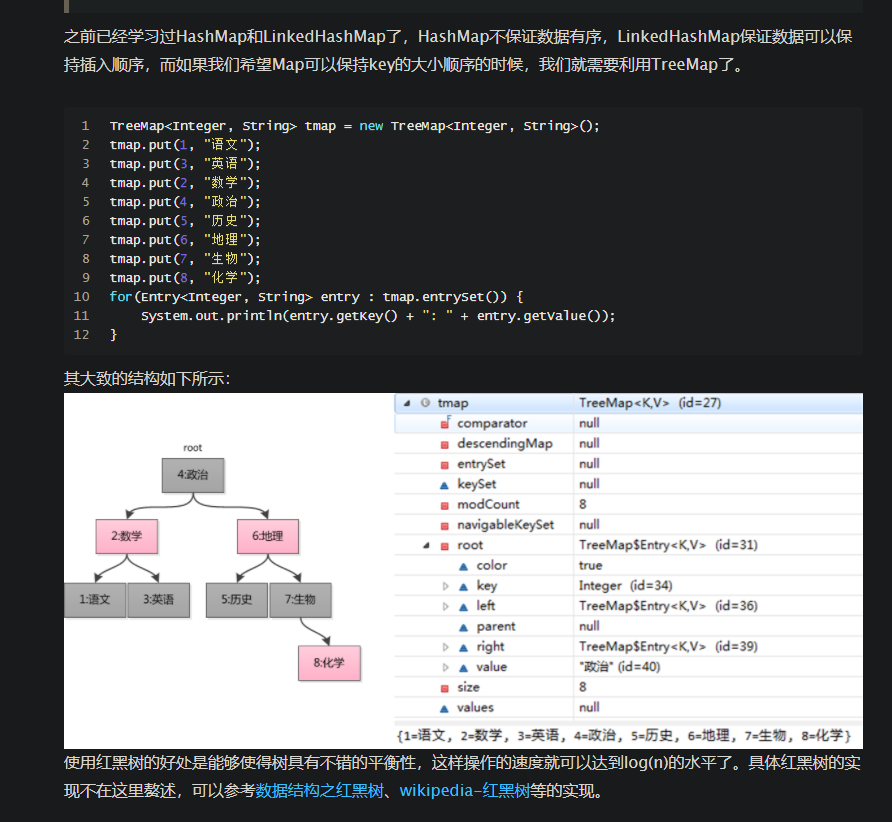 之前已经学习过HashMap和LinkedHashMap了，HashMap不保证数据有序，LinkedHashMap保证数据可以保
持插入顺序，而如果我们希望Map可以保持key的大小顺序的时候，我们就需要利用TreeMap了。
1 TreeMap<Integer, String> tmap = new TreeMap<Integer, String>();
2 tmap.put(1, "语文");
3 tmap.put(3, "英语");
4 tmap.put(2, "数学");
5 tmap.put(4, "政治");
6 tmap.put(5, "历史");
7 tmap.put(6, "地理");
8 tmap.put(7, "生物");
9 tmap.put(8, "化学");
10 for(Entry<Integer, String> entry : tmap.entrySet()) {
11     System.out.println(entry.getKey() + ": " + entry.getValue());
12 }
其大致的结构如下所示：
root
4:政治
2:数学 6:地理
1:语文 3:英语 5:历史 7:生物
8:化学
tmap TreeMap<K,V> (id=27)
comparator null
descendingMap null
entrySet null
keySet null
modCount 8
navigableKeySet null
root TreeMap$Entry<K,V> (id=31)
color true
key Integer (id=34)
left TreeMap$Entry<K,V> (id=36)
parent null
right TreeMap$Entry<K,V> (id=39)
value "政治" (id=40)
size 8
values null
{1=语文, 2=数学, 3=英语, 4=政治, 5=历史, 6=地理, 7=生物, 8=化学}
使用红黑树的好处是能够使得树具有不错的平衡性，这样操作的速度就可以达到log(n)的水平了。具体红黑树的实
现不在这里螯述，可以参考数据结构之红黑树、wikipedia-红黑树等的实现。